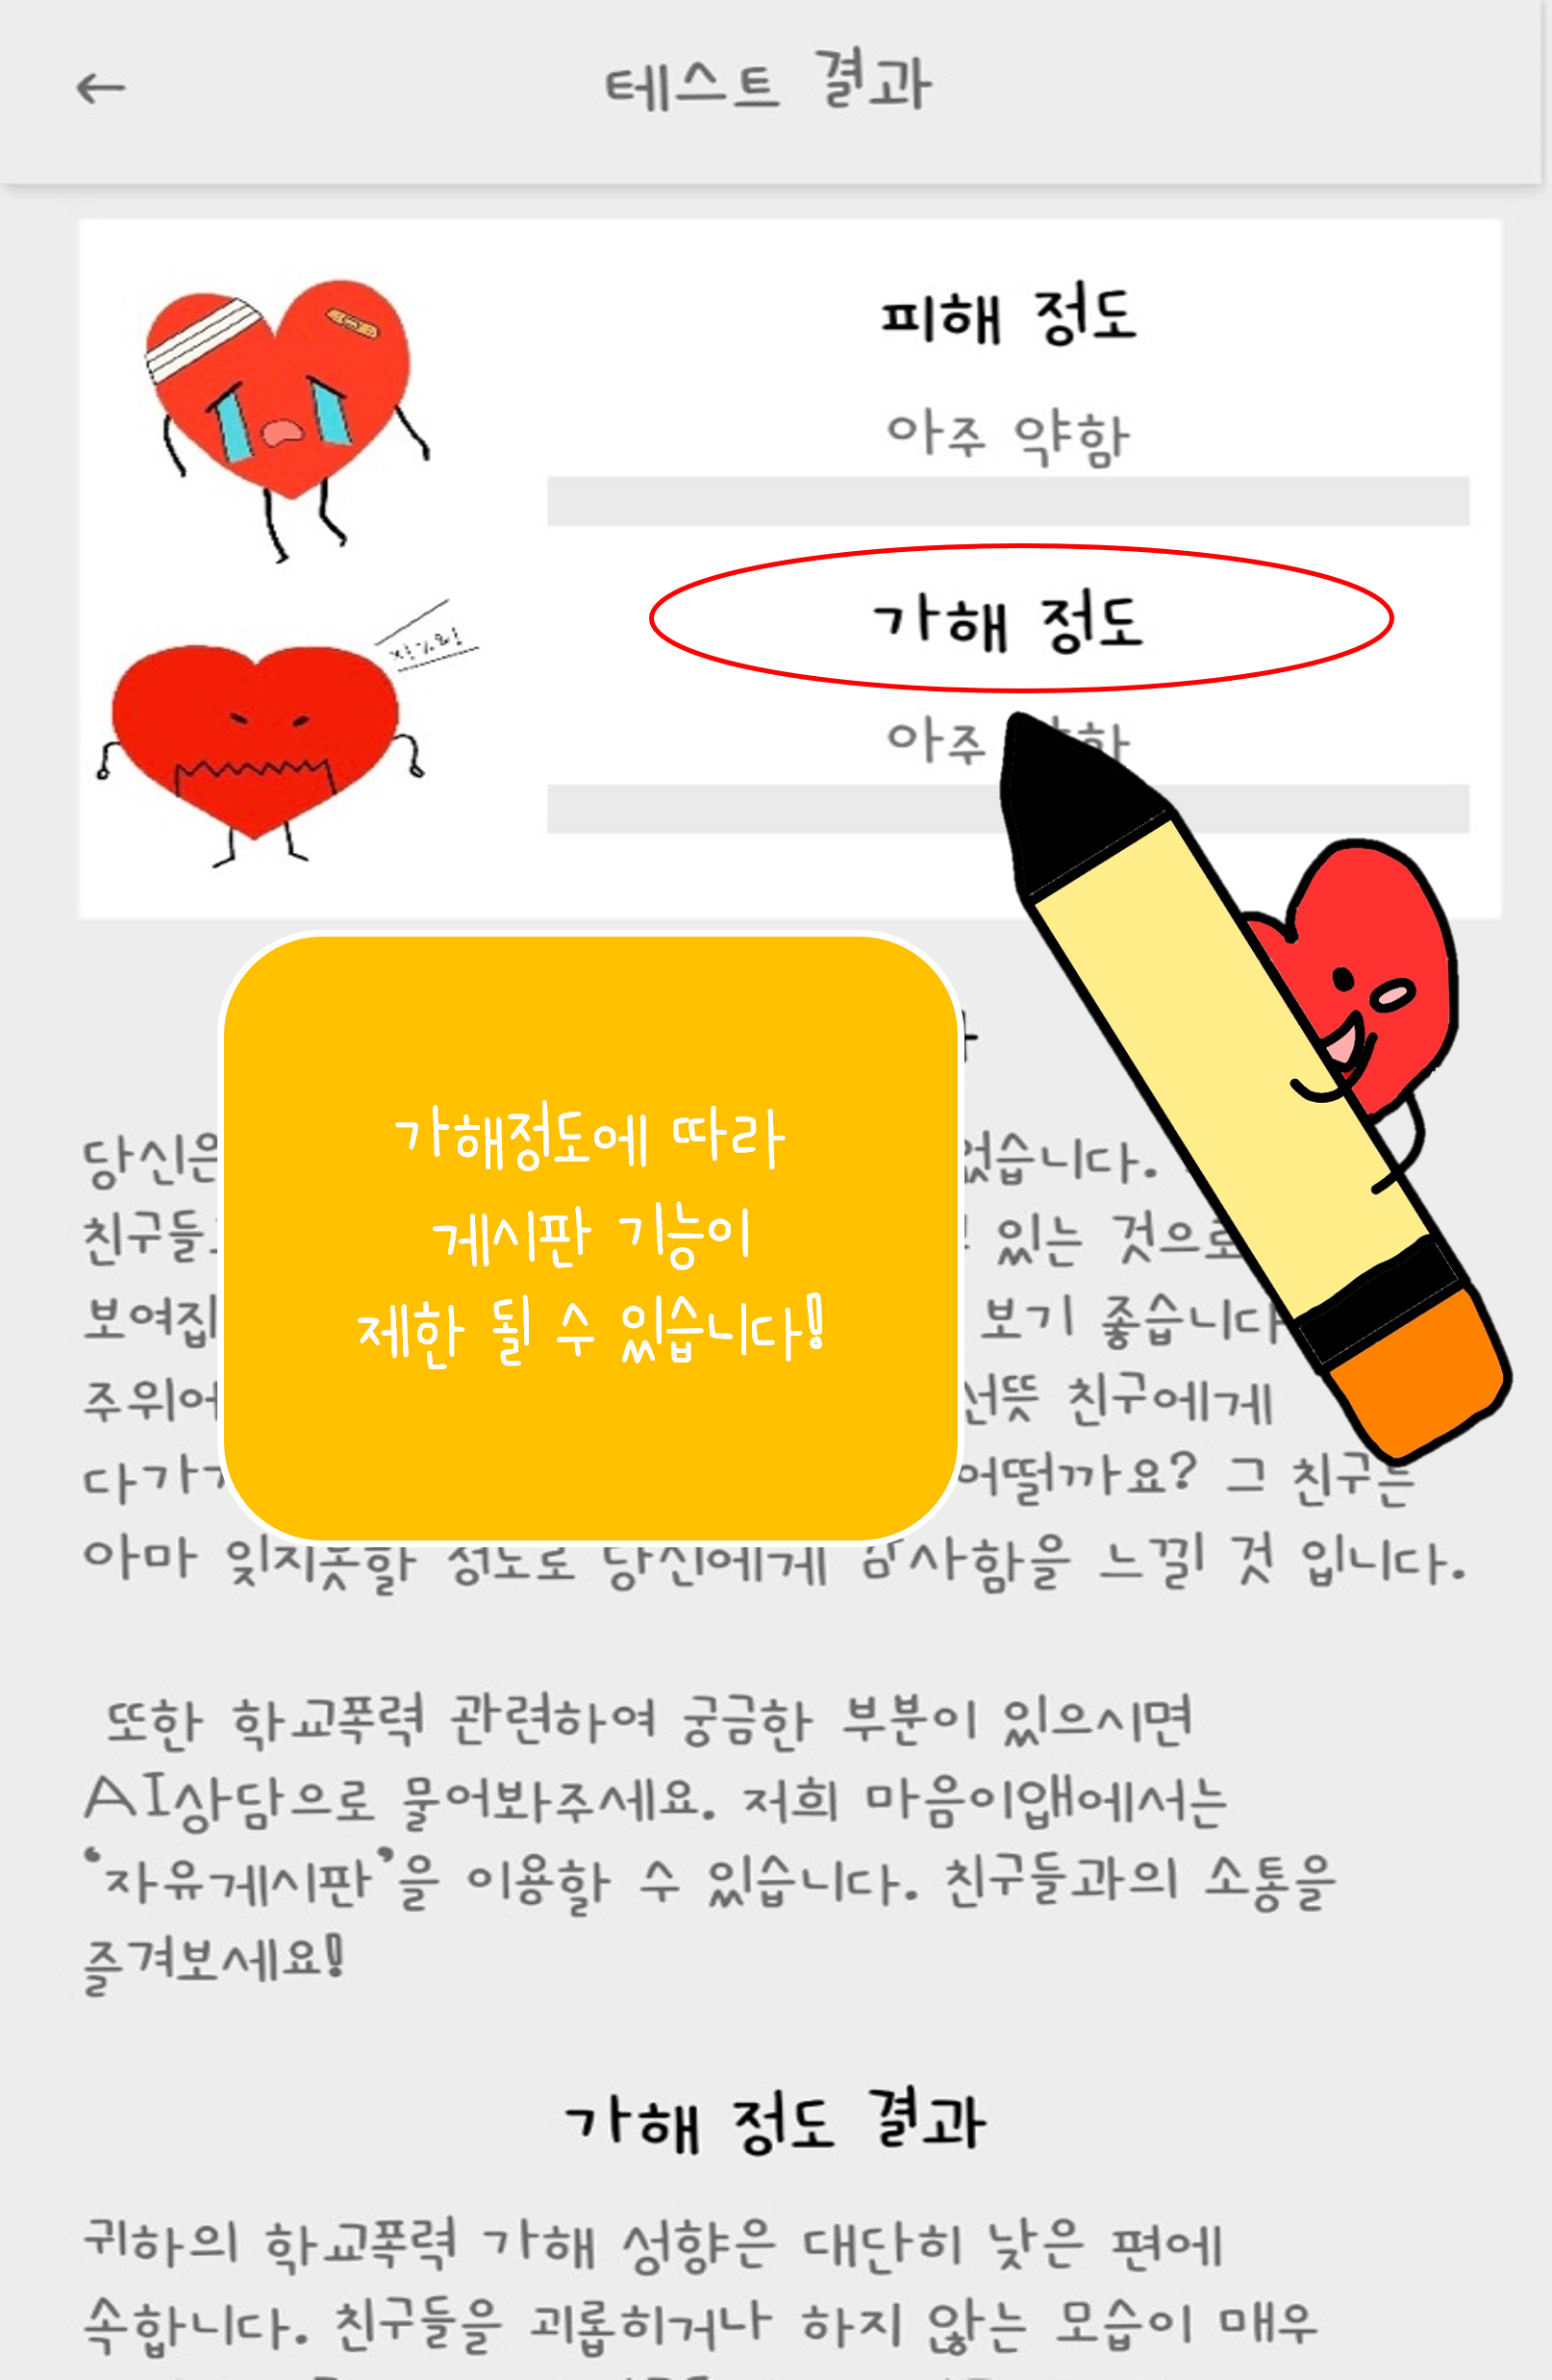 ←
테스트 결과
피해 정도
아주 약함
가해 정도
아주
가해정도에 따라
게시판 기능이
제한 될 수 있습니다!
당신은 습니다.
친구들 있는 것으로
보여집 보기 좋습니다
주위에 선뜻 친구에게
다가 어떨까요? 그 친구는
아마 잊지못할 정도로 당신에게 감사함을 느낄 것 입니다.
또한 학교폭력 관련하여 궁금한 부분이 있으시면
AI상담으로 물어봐주세요. 저희 마음이앱에서는
‘자유게시판’을 이용할 수 있습니다. 친구들과의 소통을
즐겨보세요!
가해 정도 결과
귀하의 학교폭력 가해 성향은 대단히 낮은 편에
속합니다. 친구들을 괴롭히거나 하지 않는 모습이 매우